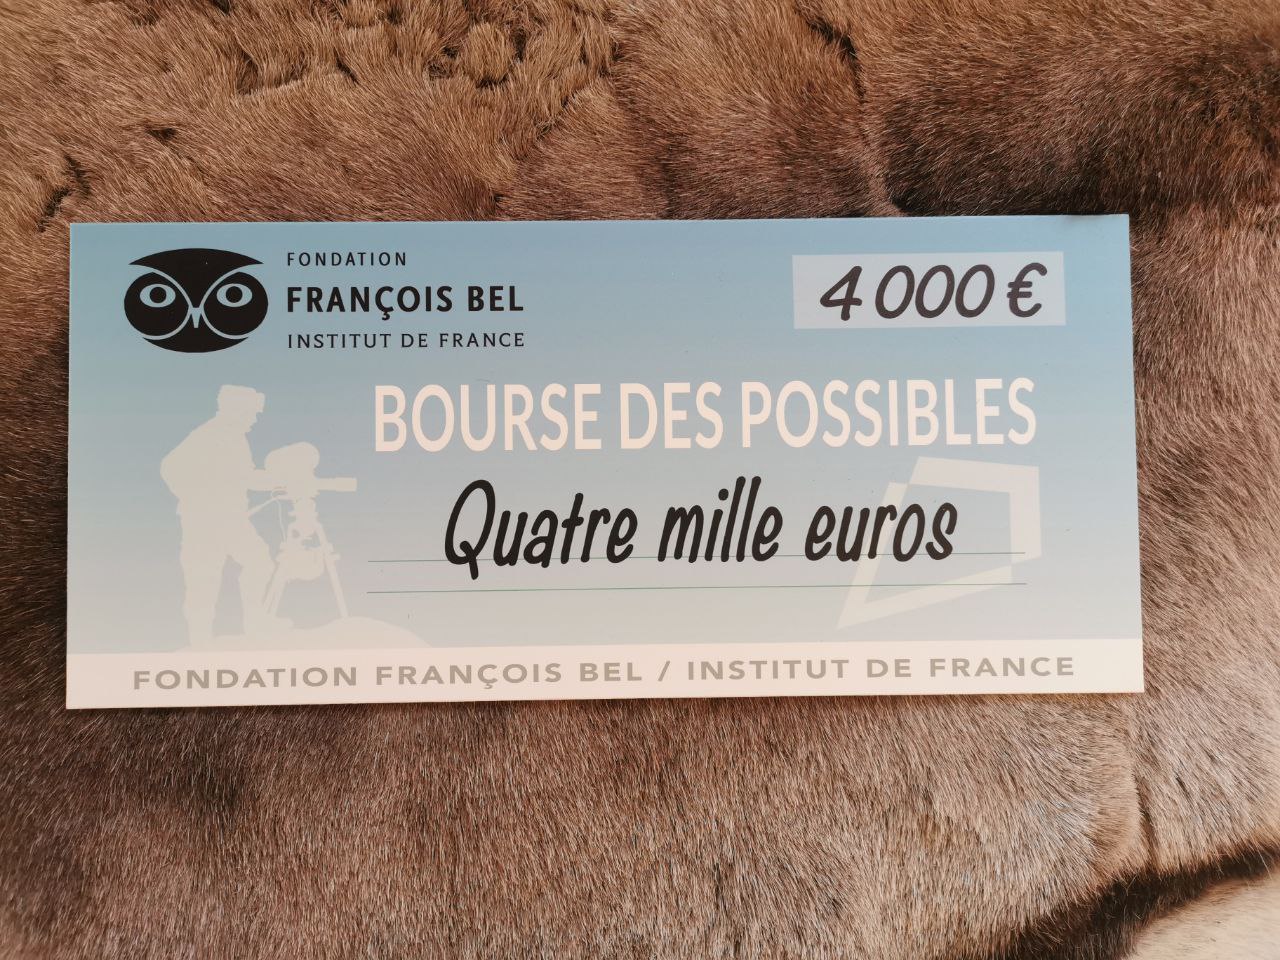 FONDATION
FRANÇOIS BEL
INSTITUT DE FRANCE
4 000 €
BOURSE DES POSSIBLES
Quatre mille euros
FONDATION FRANÇOIS BEL / INSTITUT DE FRANCE